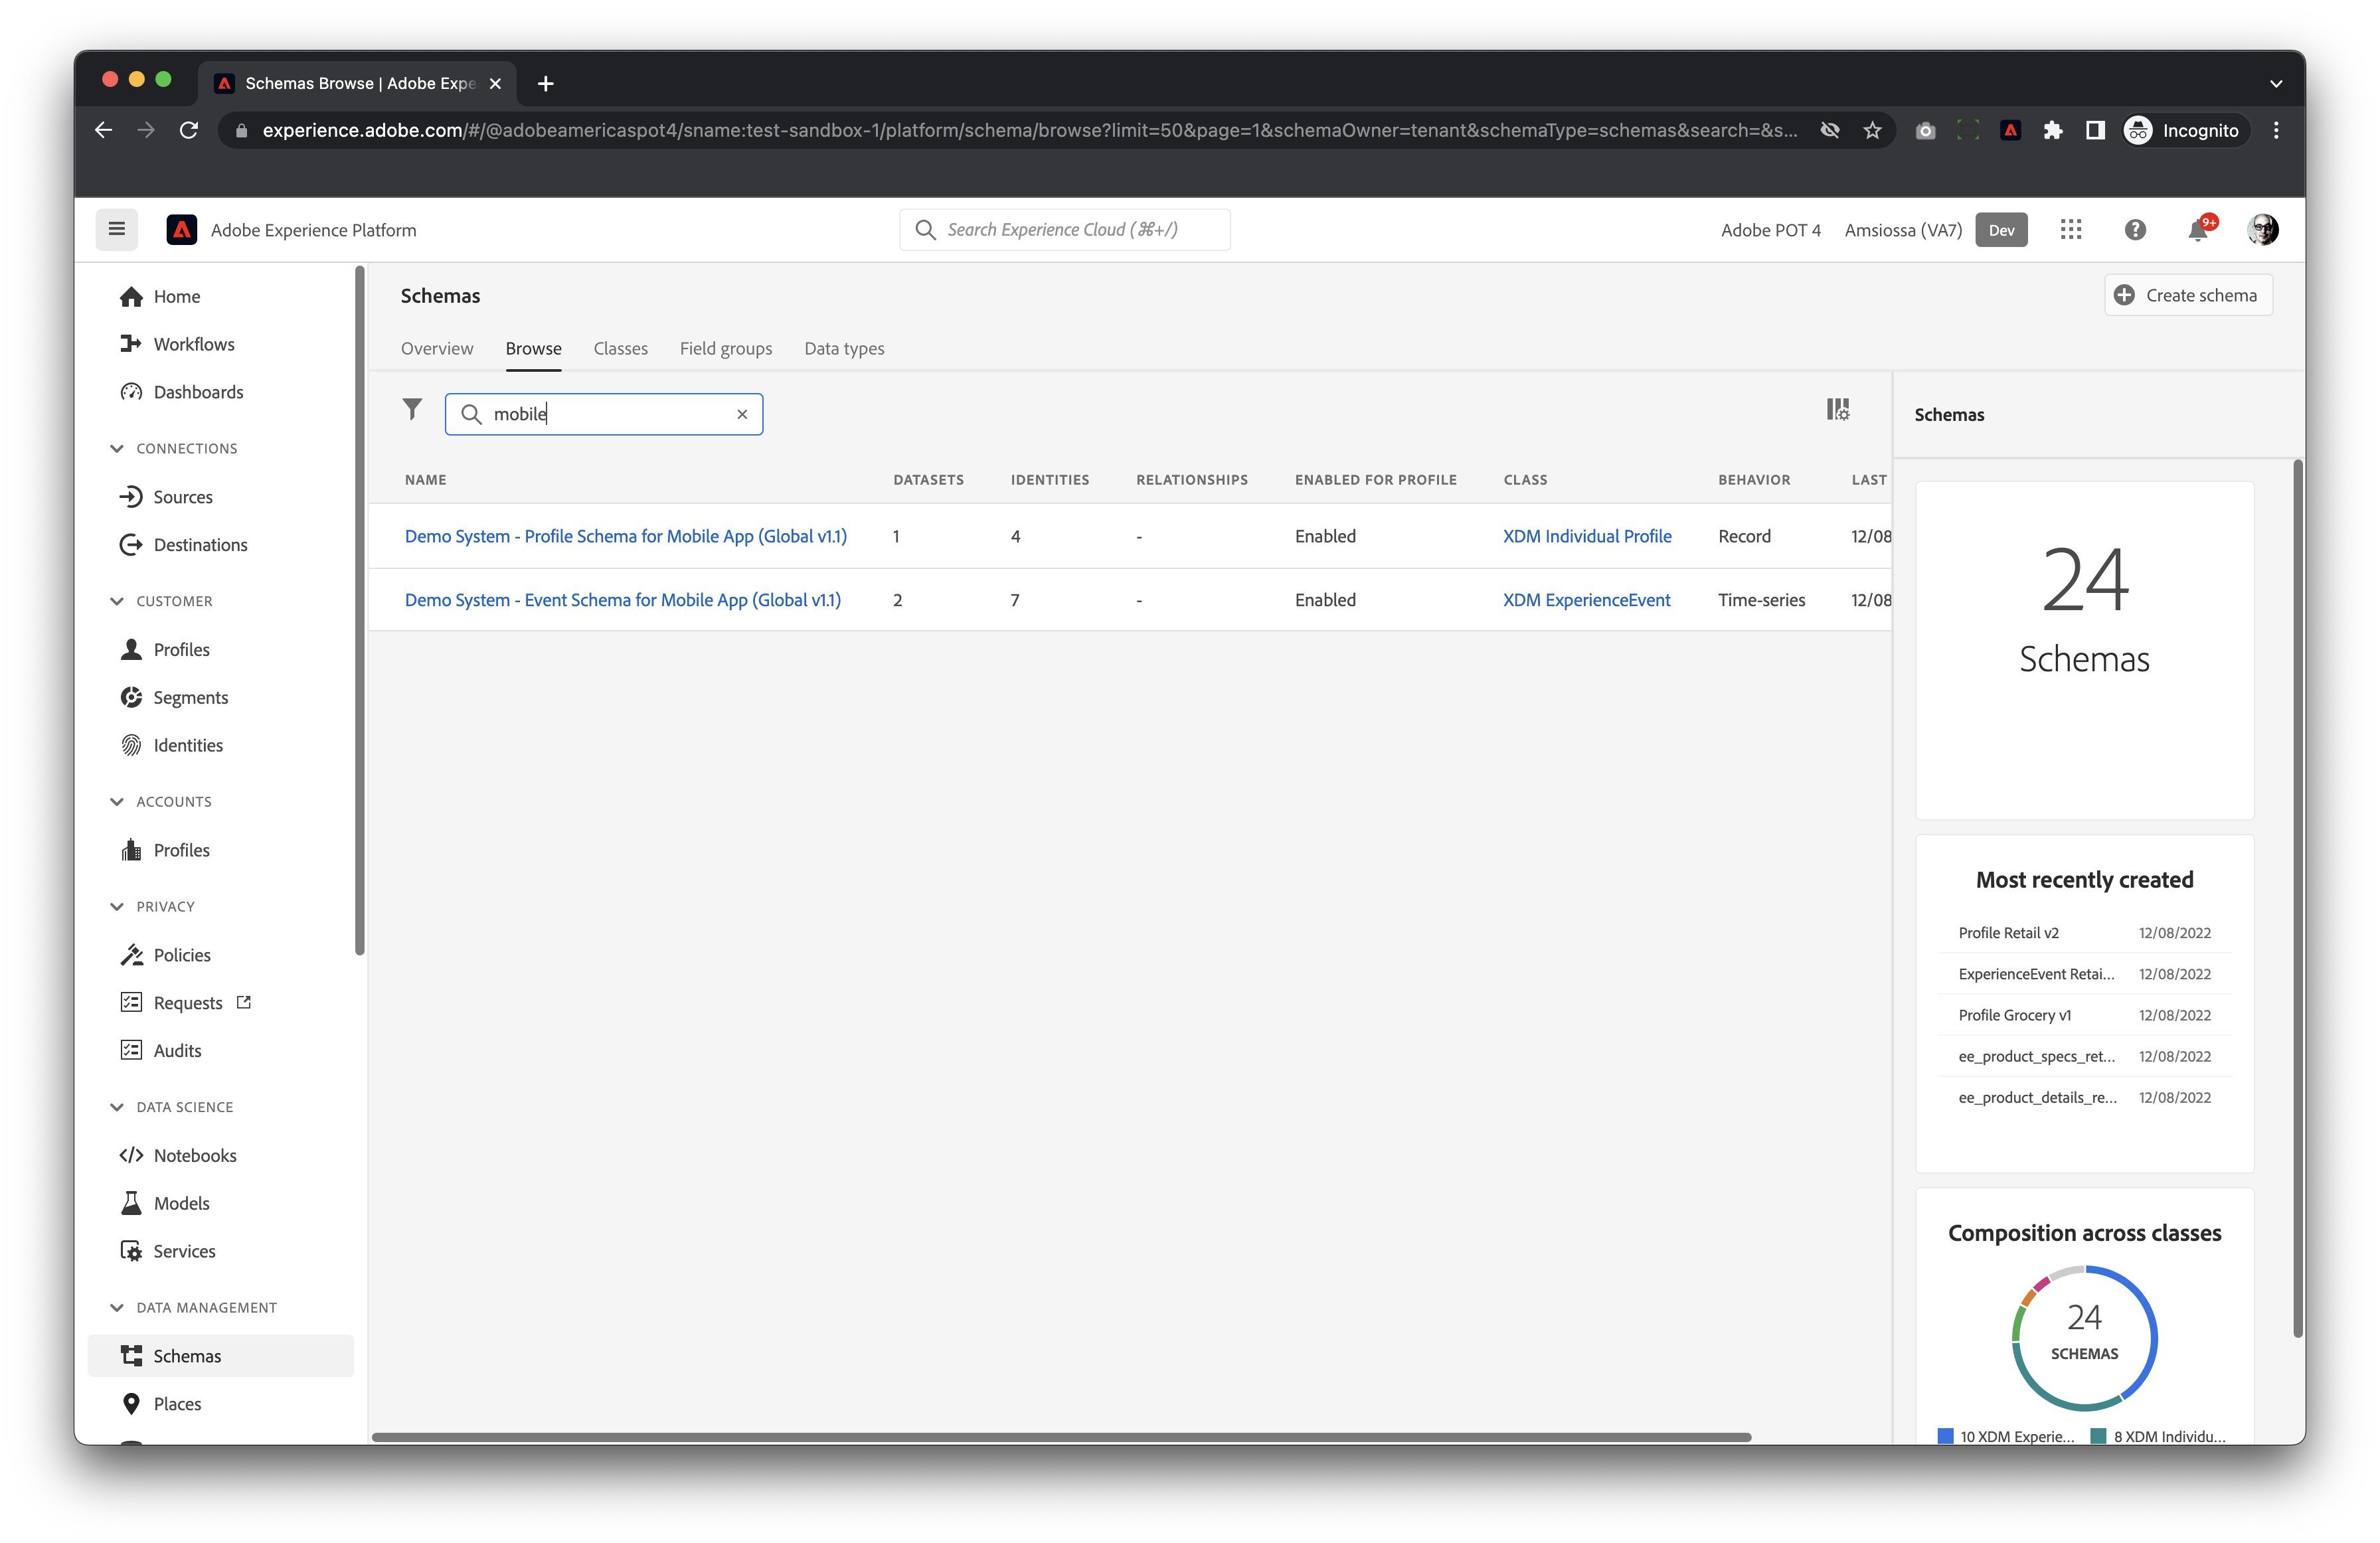 Schemas Browse | Adobe Expe
experience.adobe.com/#/@adobeamericaspot4/sname:test-sandbox-1/platform/schema/browse?limit=50&page=1&schemaOwner=tenant&schemaType=schemas&search=&s...
Incognito
Adobe Experience Platform
Search Experience Cloud (⌘+/)
Adobe POT 4
Amsiossa (VA7)
Dev
9+
Home
Workflows
Dashboards
CONNECTIONS
Sources
Destinations
CUSTOMER
Profiles
Segments
Identities
ACCOUNTS
Profiles
PRIVACY
Policies
Requests
Audits
DATA SCIENCE
Notebooks
Models
Services
DATA MANAGEMENT
Schemas
Places
Schemas
Create schema
Overview Browse Classes Field groups Data types
mobile
NAME DATASETS IDENTITIES RELATIONSHIPS ENABLED FOR PROFILE CLASS BEHAVIOR LAST
Demo System - Profile Schema for Mobile App (Global v1.1) 1 4 - Enabled XDM Individual Profile Record 12/08
Demo System - Event Schema for Mobile App (Global v1.1) 2 7 - Enabled XDM ExperienceEvent Time-series 12/08
Schemas
24
Schemas
Most recently created
Profile Retail v2 12/08/2022
ExperienceEvent Retai... 12/08/2022
Profile Grocery v1 12/08/2022
ee_product_specs_ret... 12/08/2022
ee_product_details_re... 12/08/2022
Composition across classes
24
SCHEMAS
10 XDM Experie... 8 XDM Individu...